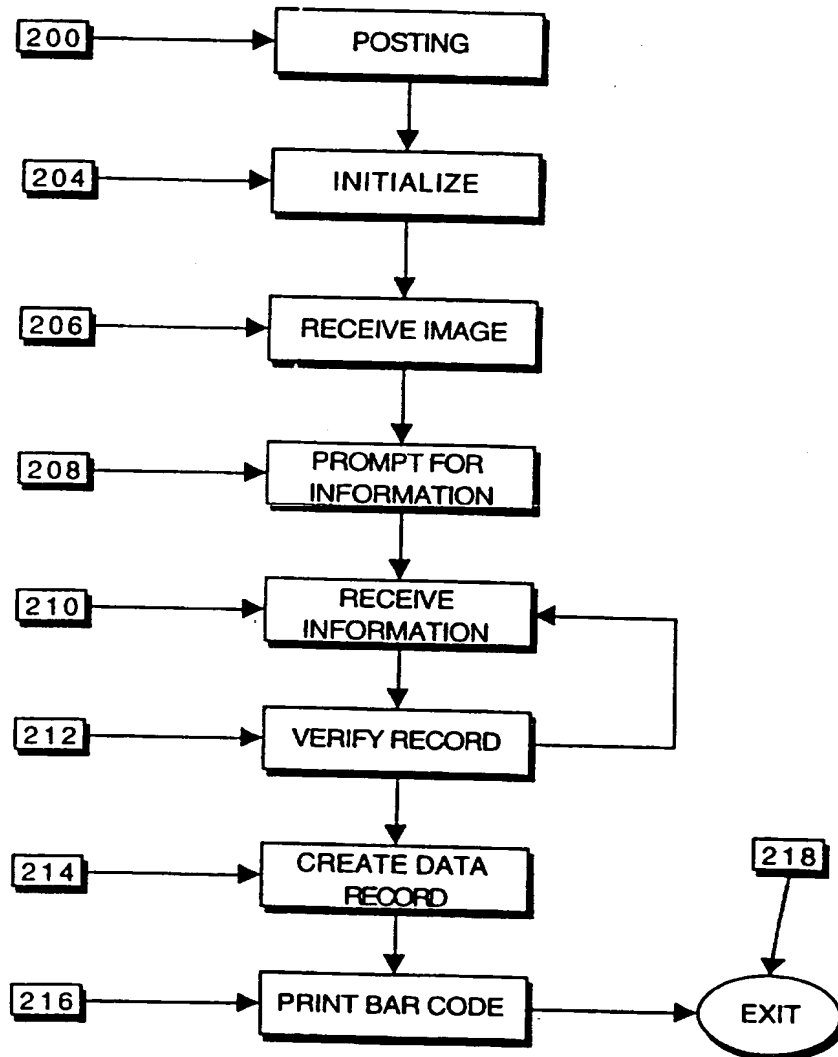 200
POSTING
204
INITIALIZE
206
RECEIVE IMAGE
208
PROMPT FOR
INFORMATION
210
RECEIVE
INFORMATION
212
VERIFY RECORD
214
CREATE DATA
RECORD
218
216
PRINT BAR CODE
EXIT